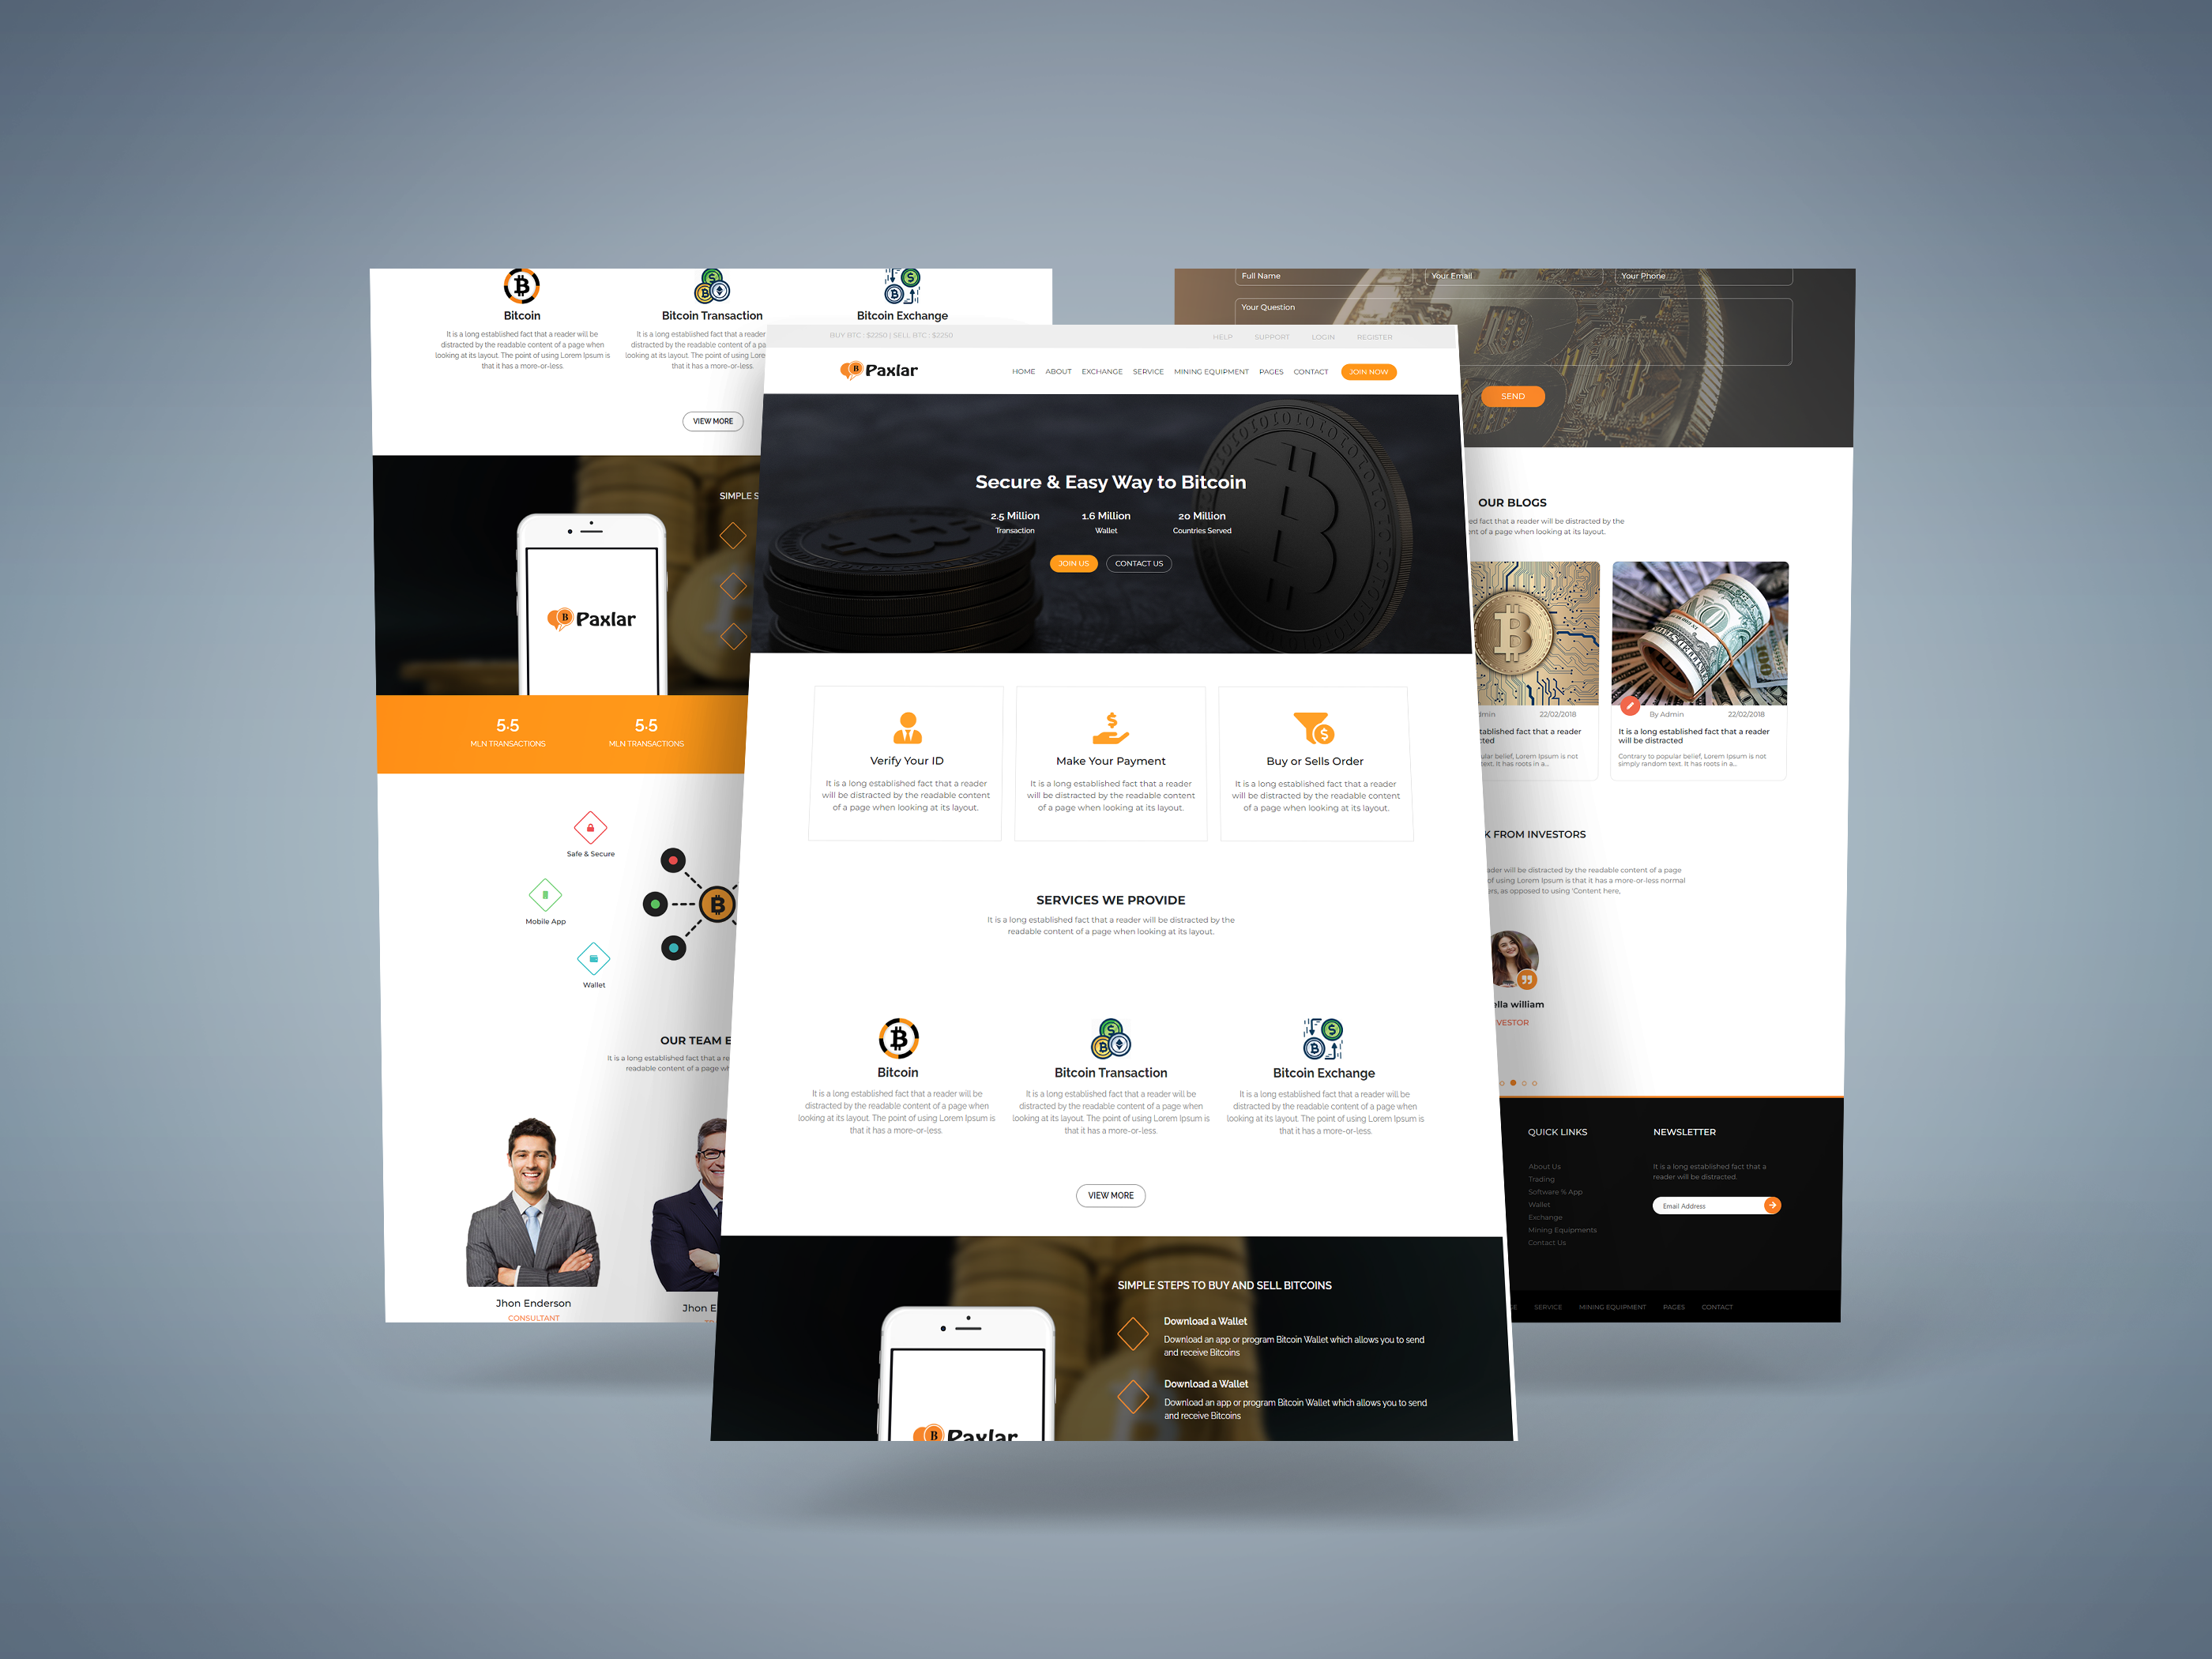 Bitcoin
It is a long established fact that a reader will be
distracted by the readable content of a page when
looking at its layout. The point of using Lorem Ipsum is
that it has a more-or-less.
Bitcoin Transaction
It is a long established fact that a reader
distracted by the readable content of a
looking at its layout. The point of using Lore
that it has a more-or-less.
Bitcoin Exchange
VIEW MORE
SIMPLE S
Paxlar
5.5
MLN TRANSACTIONS
5.5
MLN TRANSACTIONS
Safe & Secure
Mobile App
Wallet
OUR TEAM E
It is a long established fact that a re
readable content of a page wh
Jhon Enderson
CONSULTANT
Jhon E
BUY BTC : $2250 | SELL BTC : $2250
HELP SUPPORT LOGIN REGISTER
B Paxlar
HOME ABOUT EXCHANGE SERVICE MINING EQUIPMENT PAGES CONTACT JOIN NOW
Secure & Easy Way to Bitcoin
2.5 Million 1.6 Million 20 Million
Transaction Wallet Countries Served
JOIN US CONTACT US
Verify Your ID
It is a long established fact that a reader
will be distracted by the readable content
of a page when looking at its layout.
Make Your Payment
It is a long established fact that a reader
will be distracted by the readable content
of a page when looking at its layout.
Buy or Sells Order
It is a long established fact that a reader
will be distracted by the readable content
of a page when looking at its layout.
SERVICES WE PROVIDE
It is a long established fact that a reader will be distracted by the
readable content of a page when looking at its layout.
Bitcoin
It is a long established fact that a reader will be
distracted by the readable content of a page when
looking at its layout. The point of using Lorem Ipsum is
that it has a more-or-less.
Bitcoin Transaction
It is a long established fact that a reader will be
distracted by the readable content of a page when
looking at its layout. The point of using Lorem Ipsum is
that it has a more-or-less.
Bitcoin Exchange
It is a long established fact that a reader will be
distracted by the readable content of a page when
looking at its layout. The point of using Lorem Ipsum is
that it has a more-or-less.
VIEW MORE
SIMPLE STEPS TO BUY AND SELL BITCOINS
Download a Wallet
Download an app or program Bitcoin Wallet which allows you to send
and receive Bitcoins
Download a Wallet
Download an app or program Bitcoin Wallet which allows you to send
and receive Bitcoins
B Paxlar
Full Name Your Email Your Phone
Your Question
SEND
OUR BLOGS
ed fact that a reader will be distracted by the
nt of a page when looking at its layout.
dmin 22/02/2018
tablished fact that a reader
cted
ular belief, Lorem Ipsum is not
text. It has roots in a...
By Admin 22/02/2018
It is a long established fact that a reader
will be distracted
Contrary to popular belief, Lorem Ipsum is not
simply random text. It has roots in a...
K FROM INVESTORS
ader will be distracted by the readable content of a page
of using Lorem Ipsum is that it has a more-or-less normal
ers, as opposed to using 'Content here,
ella william
VESTOR
QUICK LINKS
About Us
Trading
Software % App
Wallet
Exchange
Mining Equipments
Contact Us
NEWSLETTER
It is a long established fact that a
reader will be distracted.
Email Address
GE SERVICE MINING EQUIPMENT PAGES CONTACT